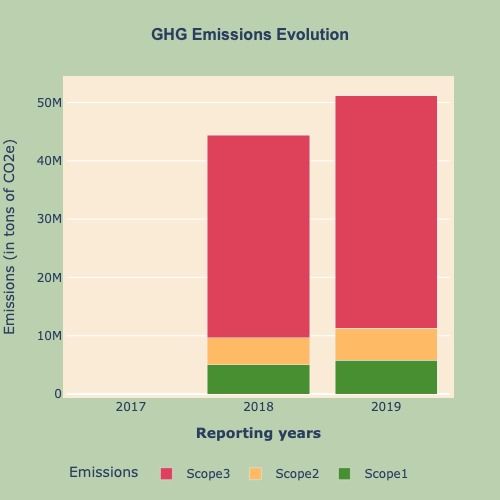 GHG Emissions Evolution
Emissions (in tons of CO2e)
50M
40M
30M
20M
10M
0
2017 2018 2019
Reporting years
Emissions Scope3 Scope2 Scope1